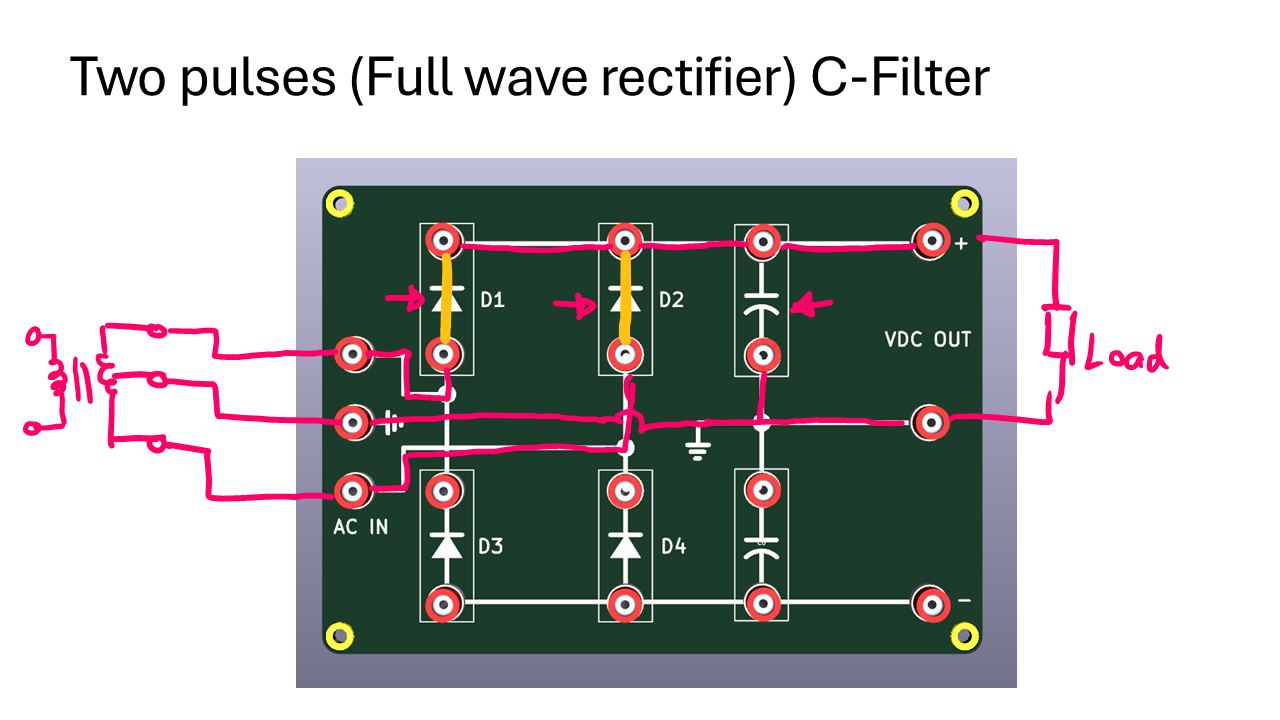 Two pulses (Full wave rectifier) C-Filter
D1
D2
+
VDC OUT
Load
AC IN
D3
D4
−